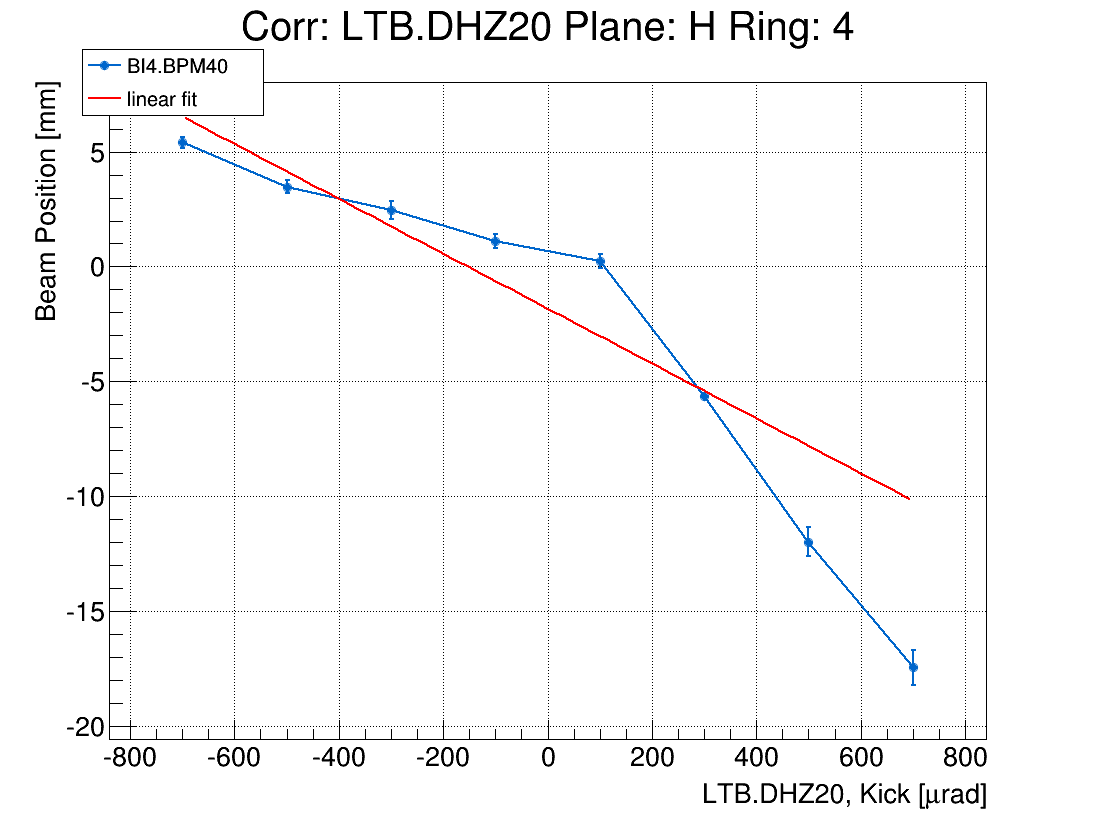 Corr: LTB.DHZ20 Plane: H Ring: 4
BI4.BPM40
linear fit
Beam Position [mm]
5
0
-5
-10
-15
-20
-800 -600 -400 -200 0 200 400 600 800
LTB.DHZ20, Kick [μrad]